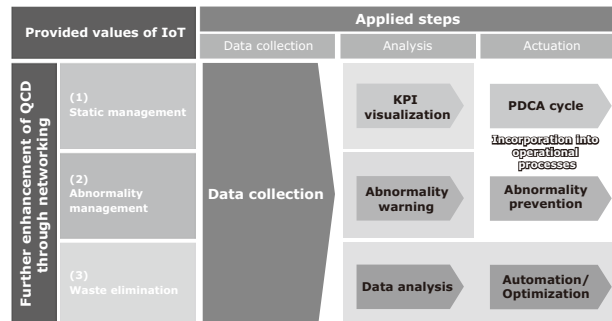 Provided values of IoT
Applied steps
Data collection
Analysis
Actuation
Further enhancement of QCD
through networking
(1)
Static management
(2)
Abnormality
management
(3)
Waste elimination
Data collection
KPI
visualization
PDCA cycle
Incorporation into
operational
processes
Abnormality
warning
Abnormality
prevention
Data analysis
Automation/
Optimization